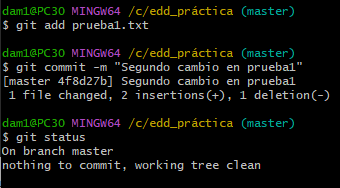 dam1@PC30 MINGW64 /c/edd_práctica (master)
$ git add prueba1.txt
dam1@PC30 MINGW64 /c/edd_práctica (master)
$ git commit -m "Segundo cambio en prueba1"
[master 4f8d27b] Segundo cambio en prueba1
 1 file changed, 2 insertions(+), 1 deletion(-)
dam1@PC30 MINGW64 /c/edd_práctica (master)
$ git status
On branch master
nothing to commit, working tree clean